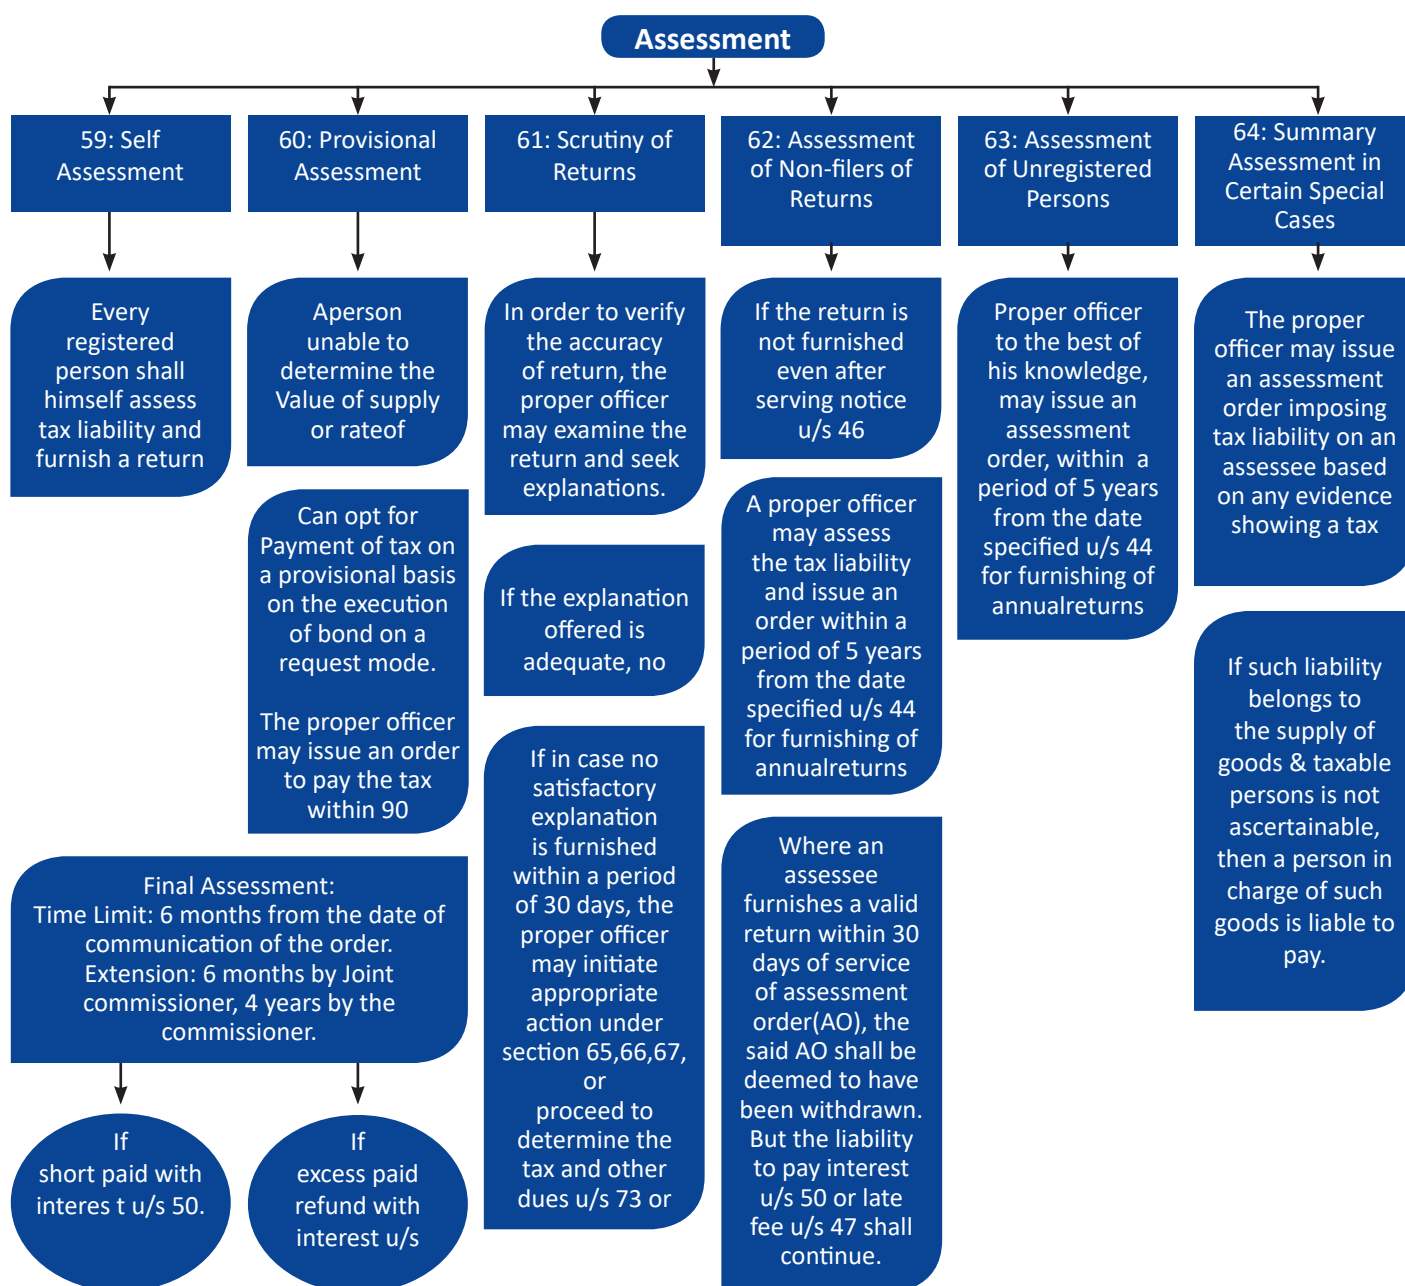 Assessment
59: Self
Assessment
60: Provisional
Assessment
61: Scrutiny of
Returns
62: Assessment
of Non-filers of
Returns
63: Assessment
of Unregistered
Persons
64: Summary
Assessment in
Certain Special
Cases
Every
registered
person shall
himself assess
tax liability and
furnish a return
Aperson
unable to
determine the
Value of supply
or rateof
Can opt for
Payment of tax on
a provisional basis
on the execution
of bond on a
request mode.
The proper officer
may issue an order
to pay the tax
within 90
Final Assessment:
Time Limit: 6 months from the date of
communication of the order.
Extension: 6 months by Joint
commissioner, 4 years by the
commissioner.
If
short paid with
interes t u/s 50.
If
excess paid
refund with
interest u/s
In order to verify
the accuracy
of return, the
proper officer
may examine the
return and seek
explanations.
If the explanation
offered is
adequate, no
If in case no
satisfactory
explanation
is furnished
within a period
of 30 days, the
proper officer
may initiate
appropriate
action under
section 65,66,67,
or
proceed to
determine the
tax and other
dues u/s 73 or
If the return is
not furnished
even after
serving notice
u/s 46
A proper officer
may assess
the tax liability
and issue an
order within a
period of 5 years
from the date
specified u/s 44
for furnishing of
annualreturns
Where an
assessee
furnishes a valid
return within 30
days of service
of assessment
order(AO), the
said AO shall be
deemed to have
been withdrawn.
But the liability
to pay interest
u/s 50 or late
fee u/s 47 shall
continue.
Proper officer
to the best of
his knowledge,
may issue an
assessment
order, within a
period of 5 years
from the date
specified u/s 44
for furnishing of
annualreturns
The proper
officer may issue
an assessment
order imposing
tax liability on an
assessee based
on any evidence
showing a tax
If such liability
belongs to
the supply of
goods & taxable
persons is not
ascertainable,
then a person in
charge of such
goods is liable to
pay.